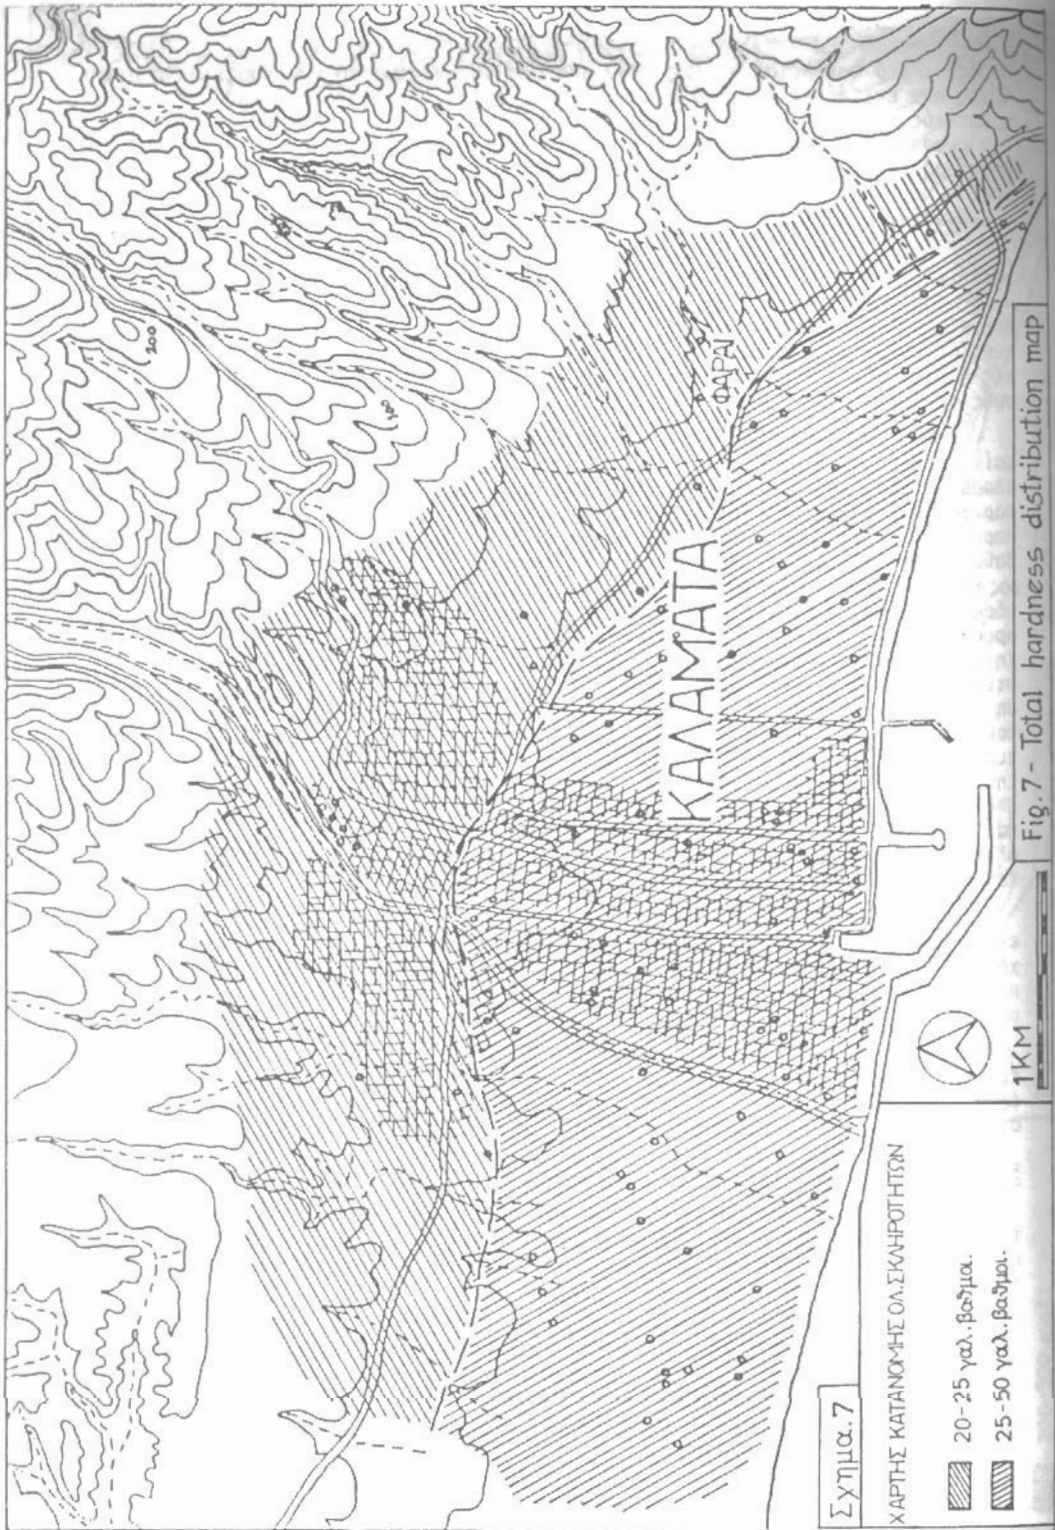 200
100
ΦΑΡΑΙ
ΚΑΛΑΜΑΤΑ
Σχημα.7
ΧΑΡΤΗΣ ΚΑΤΑΝΟΜΗΣ ΟΛ.ΣΚΛΗΡΟΤΗΤΩΝ
20-25 γαλ.βαθμοι.
25-50 γαλ.βαθμοι.
1KM
Fig.7-Total hardness distribution map